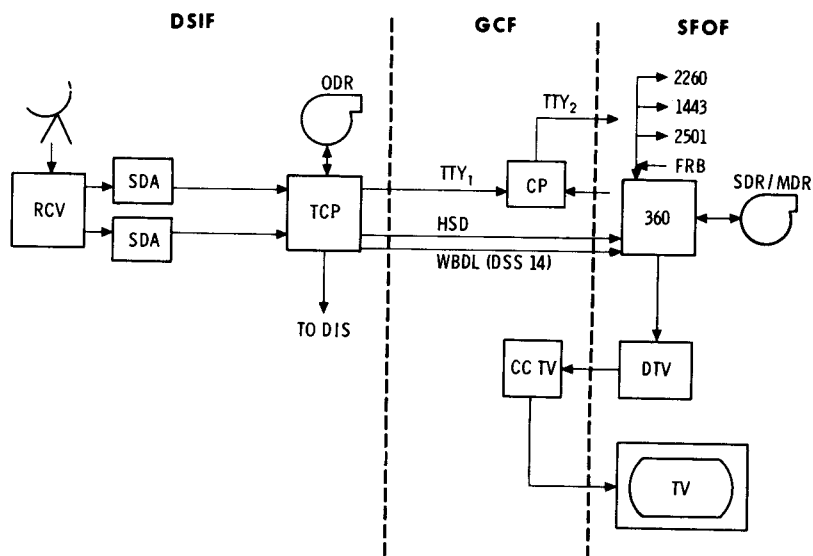 DSIF
GCF
SFOF
ODR
TTY₂
2260
1443
2501
FRB
SDR/MDR
RCV
SDA
SDA
TCP
TTY₁
CP
360
HSD
WBDL (DSS 14)
TO DIS
CC TV
DTV
TV